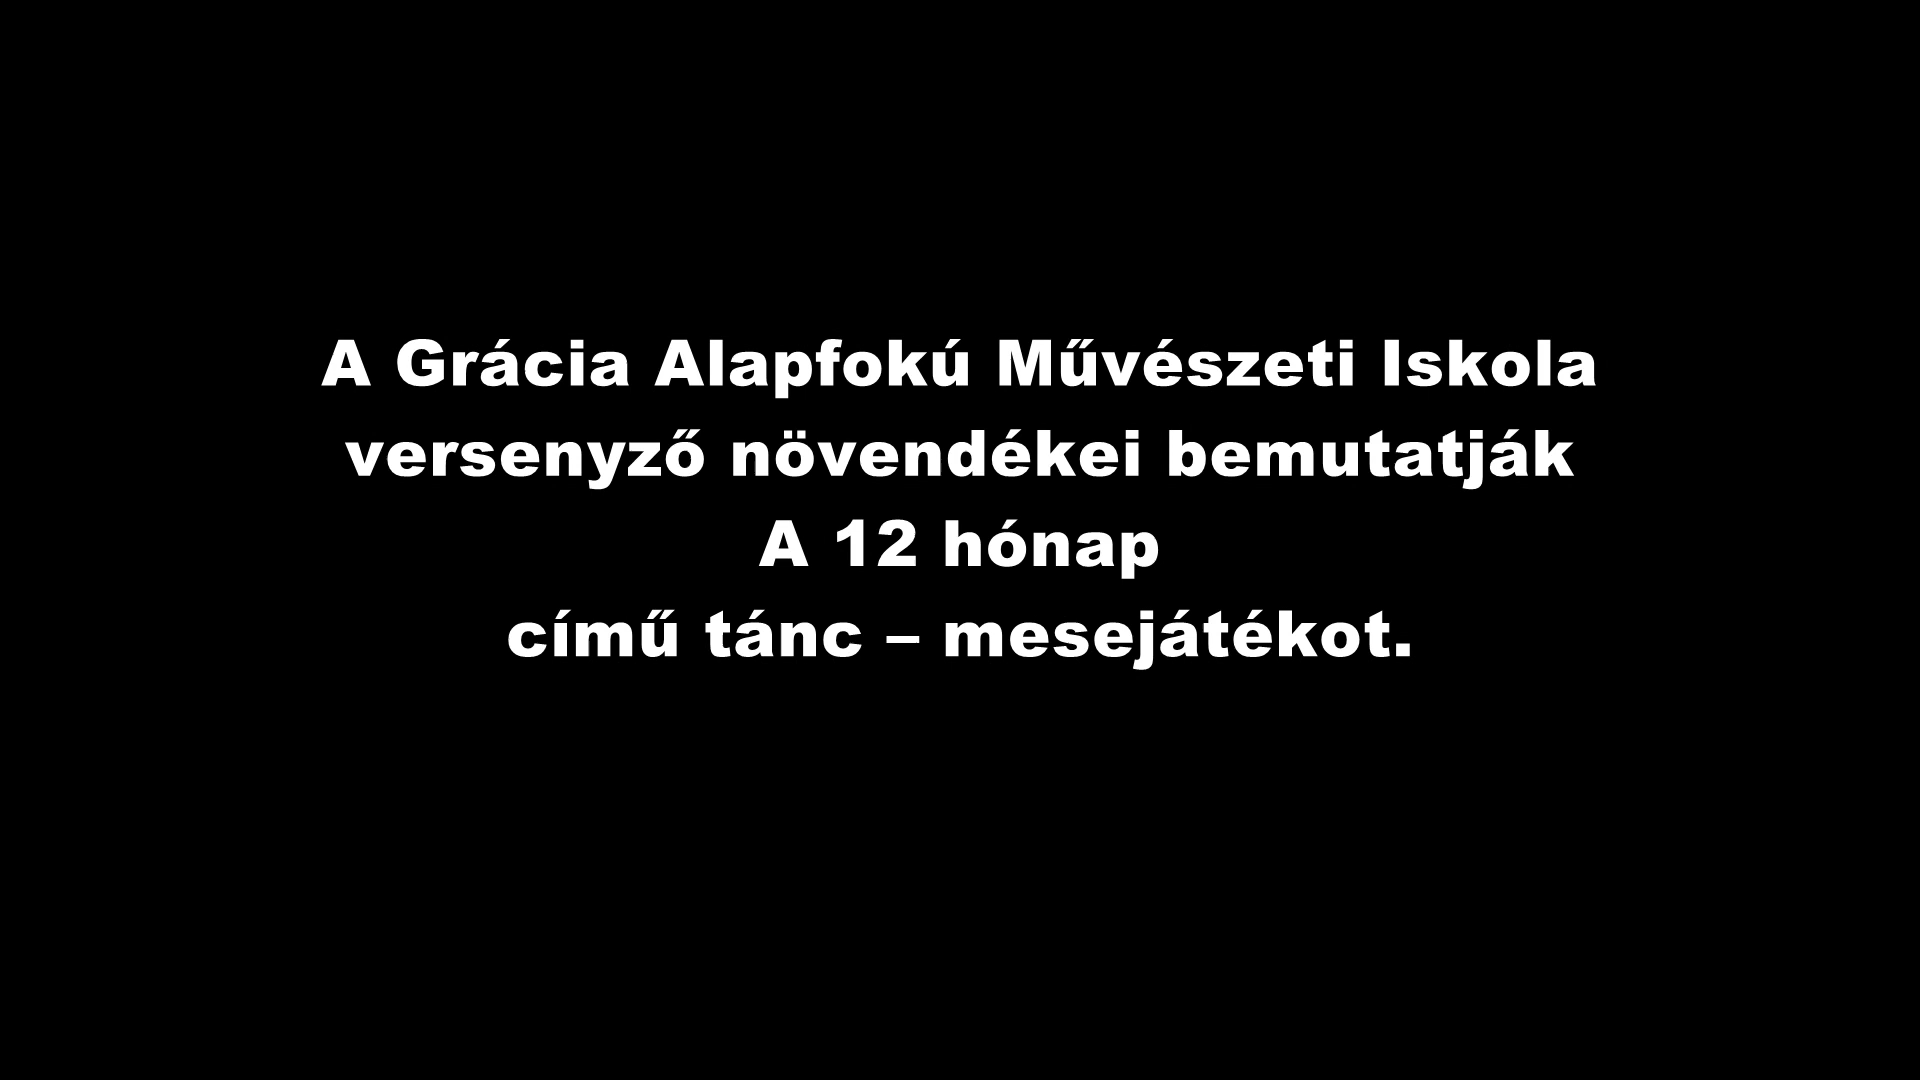 A Grácia Alapfokú Művészeti Iskola
versenyző növendékei bemutatják
A 12 hónap
című tánc – mesejátékot.